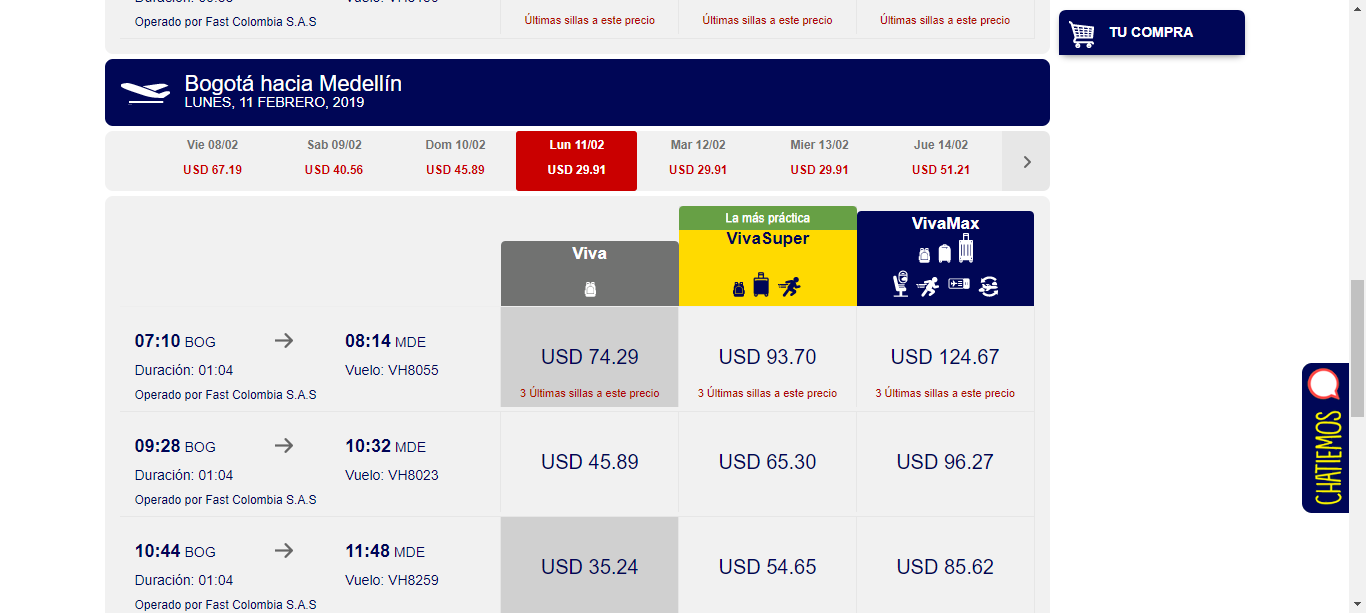 Operado por Fast Colombia S.A.S
Últimas sillas a este precio
Últimas sillas a este precio
Últimas sillas a este precio
TU COMPRA
Bogotá hacia Medellín
LUNES, 11 FEBRERO, 2019
Vie 08/02 Sab 09/02 Dom 10/02 Lun 11/02 Mar 12/02 Mier 13/02 Jue 14/02
USD 67.19 USD 40.56 USD 45.89 USD 29.91 USD 29.91 USD 29.91 USD 51.21
La más práctica
Viva VivaSuper VivaMax
07:10 BOG 08:14 MDE
Duración: 01:04 Vuelo: VH8055
Operado por Fast Colombia S.A.S
USD 74.29 USD 93.70 USD 124.67
3 Últimas sillas a este precio 3 Últimas sillas a este precio 3 Últimas sillas a este precio
09:28 BOG 10:32 MDE
Duración: 01:04 Vuelo: VH8023
Operado por Fast Colombia S.A.S
USD 45.89 USD 65.30 USD 96.27
10:44 BOG 11:48 MDE
Duración: 01:04 Vuelo: VH8259
Operado por Fast Colombia S.A.S
USD 35.24 USD 54.65 USD 85.62
CHATIEMOS